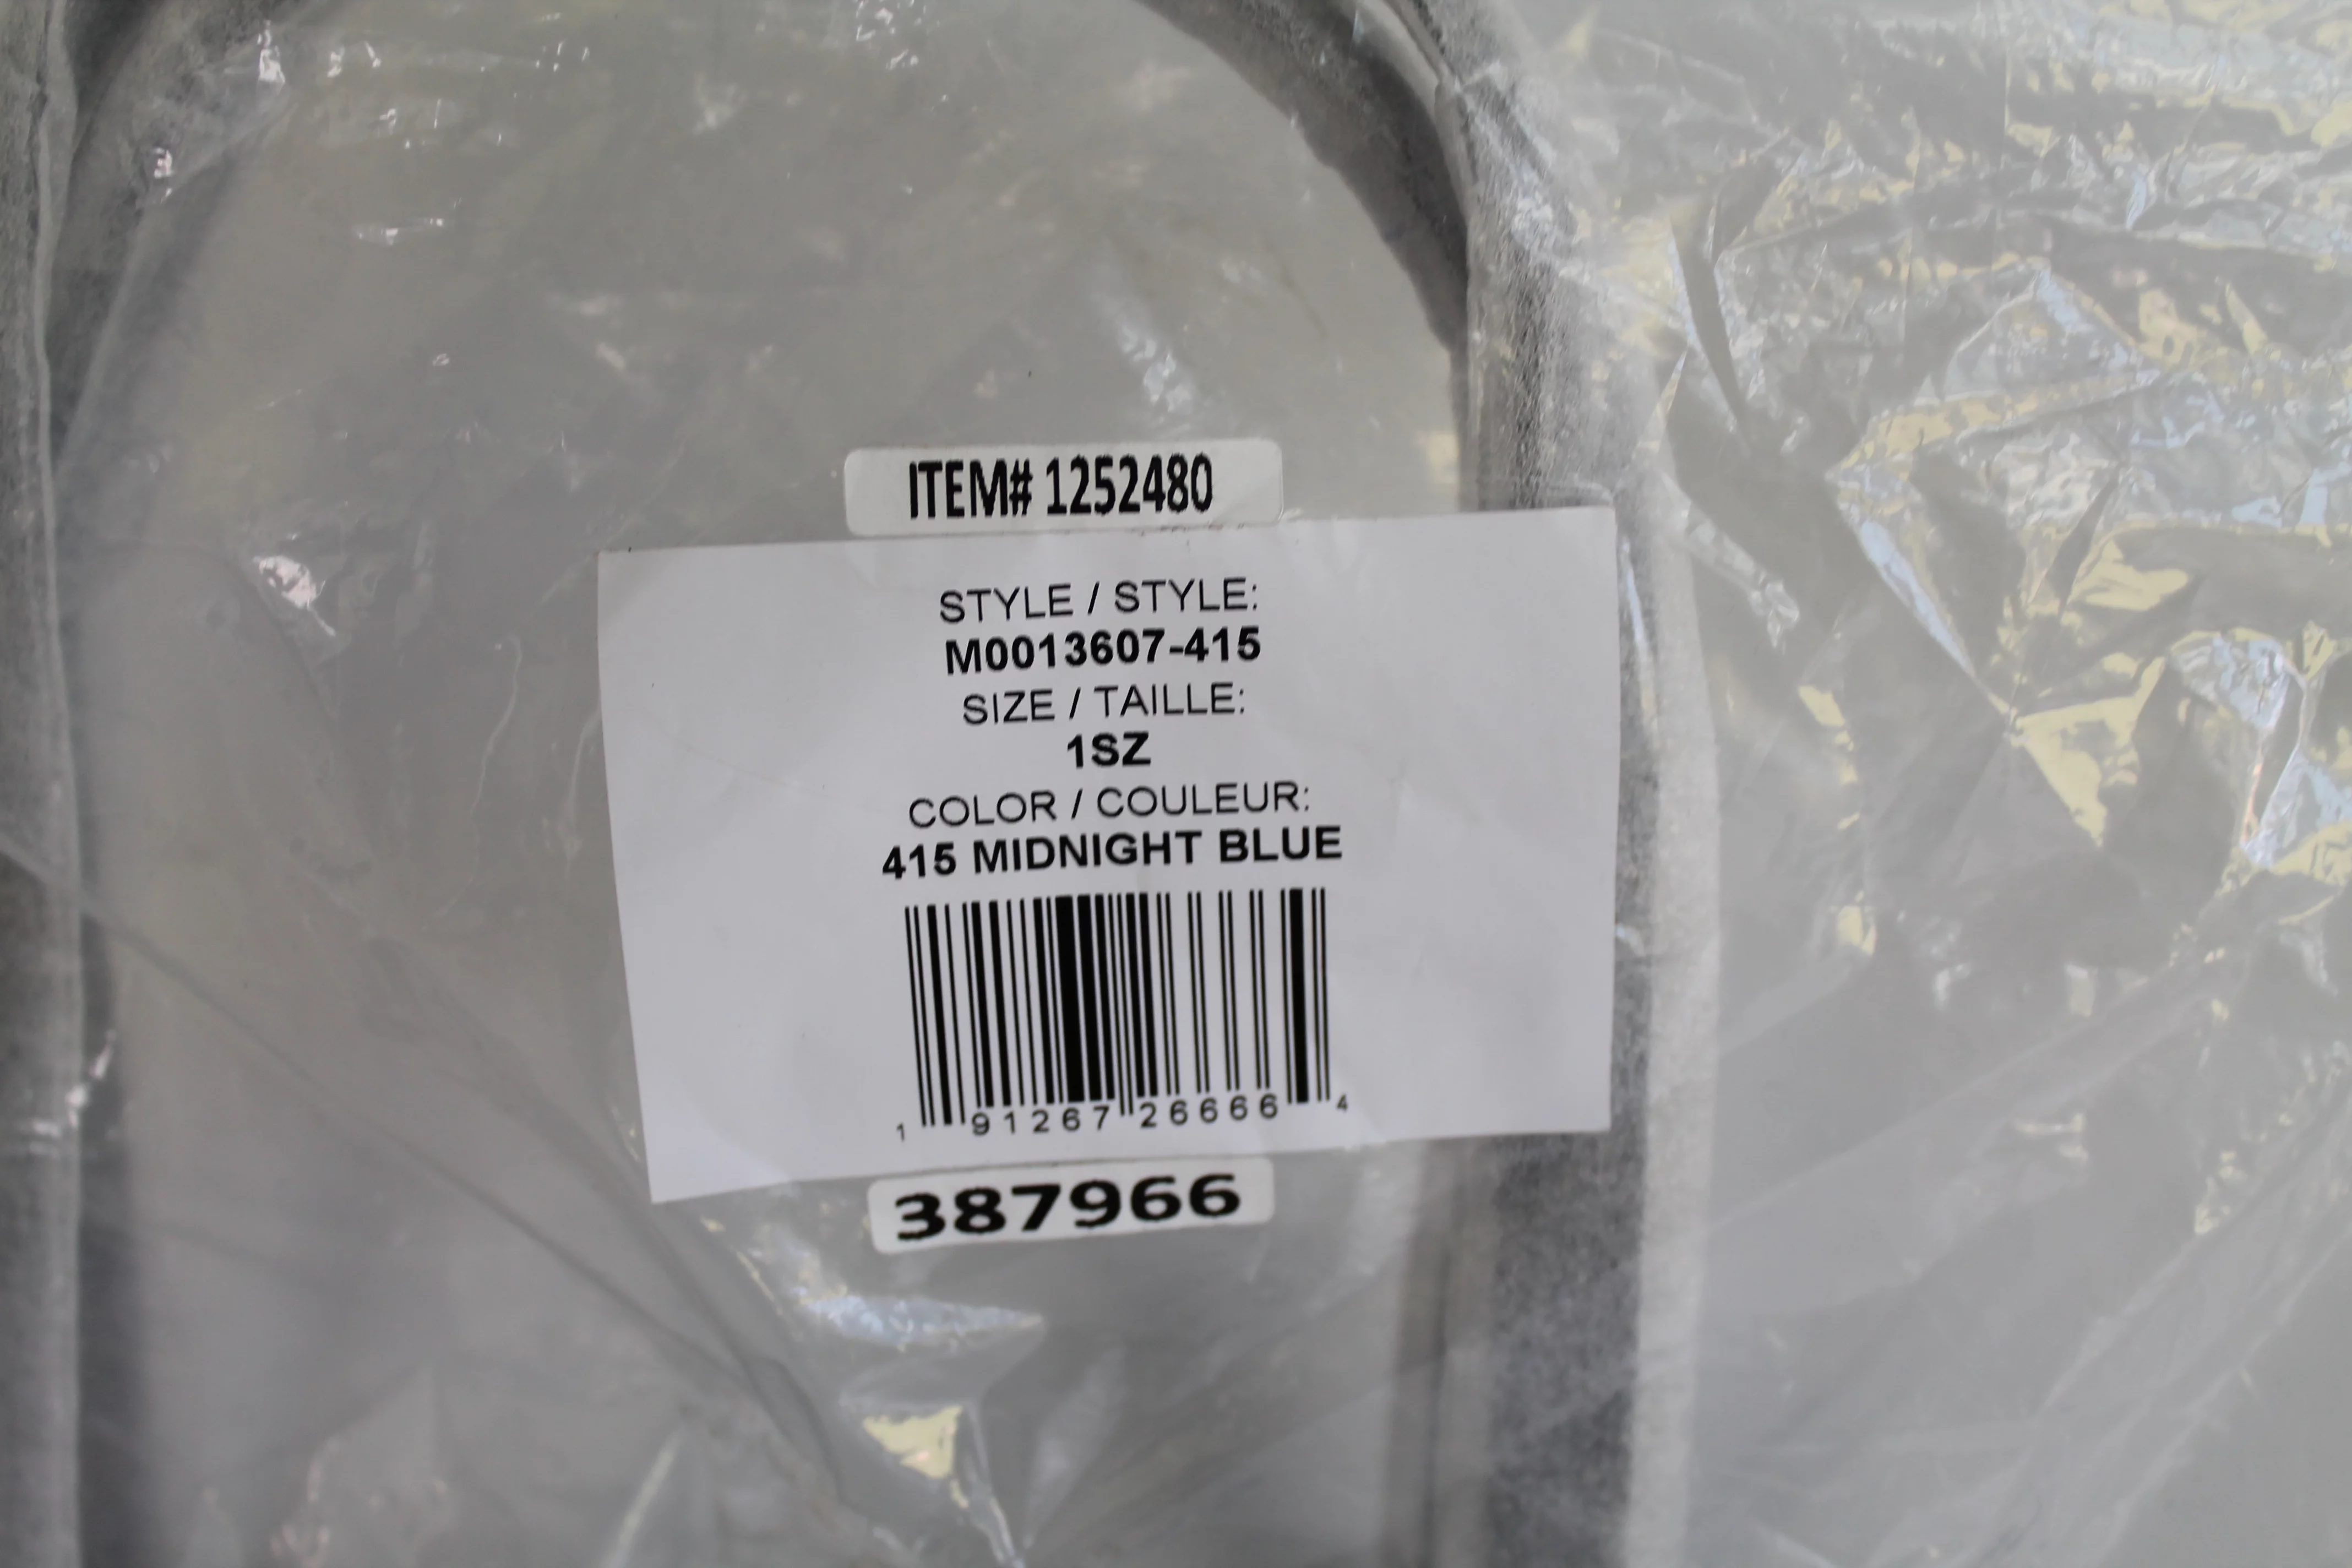 ITEM# 1252480
STYLE / STYLE:
M0013607-415
SIZE / TAILLE:
1SZ
COLOR / COULEUR:
415 MIDNIGHT BLUE
1 91267 26666 4
387966